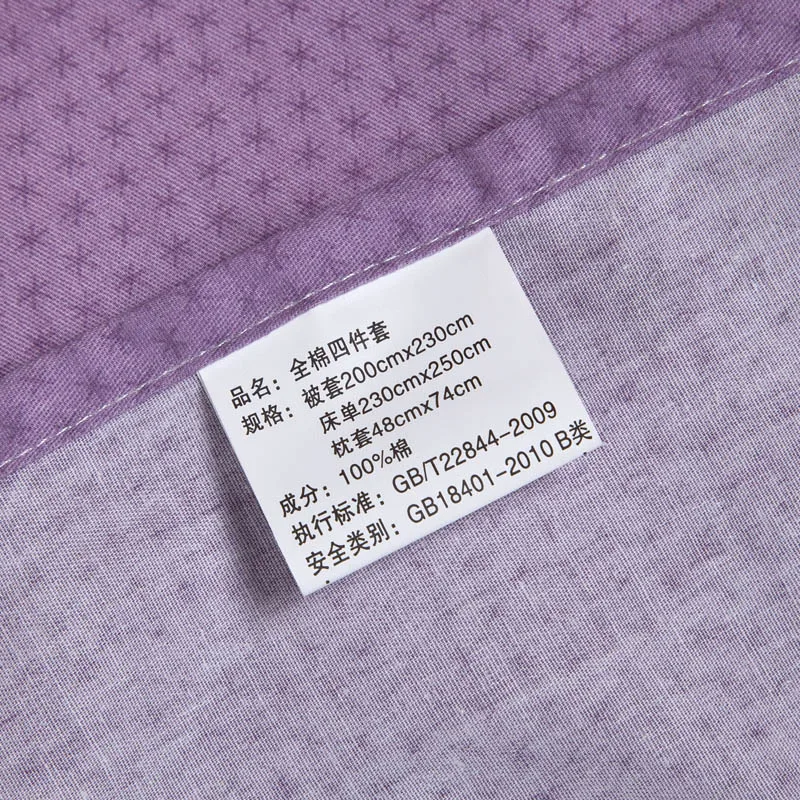 品名：全棉四件套
规格：被套200cmx230cm
床单230cmx250cm
枕套48cmx74cm
成分：100%棉
执行标准：GB/T22844-2009
安全类别：GB18401-2010 B类